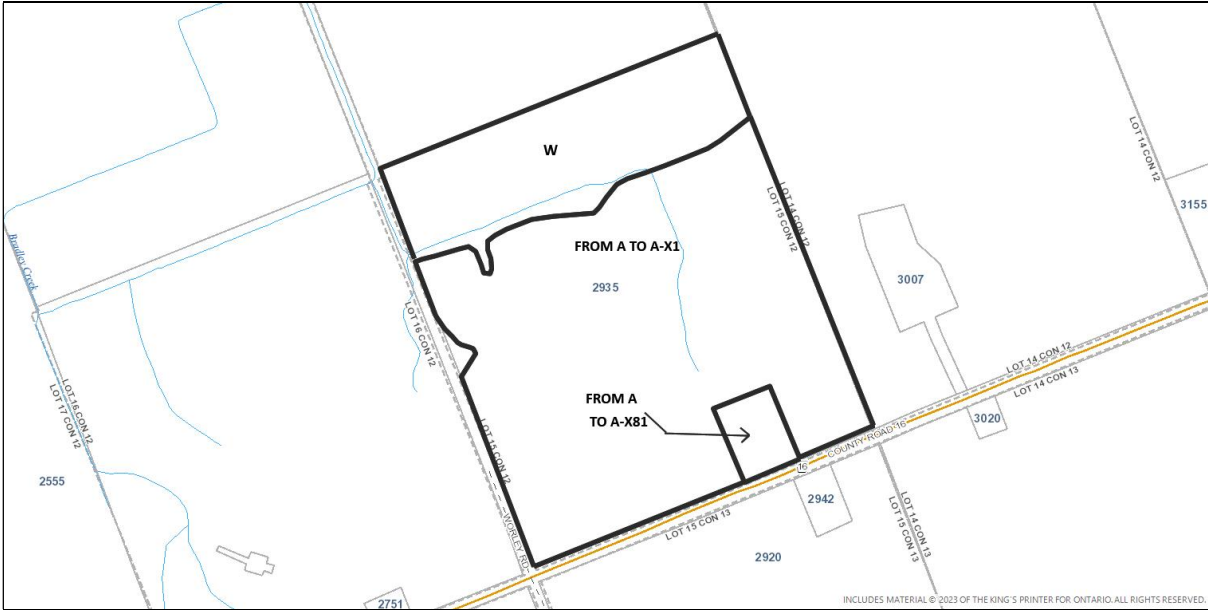 W
LOT 14 CON 12
LOT 14 CON 12
LOT 15 CON 12
3155
FROM A TO A-X1
Bradley Creek
3007
2935
LOT 16 CON 12
LOT 14 CON 12
LOT 14 CON 13
LOT 16 CON 12
LOT 17 CON 12
FROM A
TO A-X81
3020
COUNTY ROAD 16
16
LOT 15 CON 12
2555
2942
LOT 15 CON 13
LOT 14 CON 13
LOT 15 CON 13
WORLEY RD
2920
2751
INCLUDES MATERIAL © 2023 OF THE KING'S PRINTER FOR ONTARIO. ALL RIGHTS RESERVED.